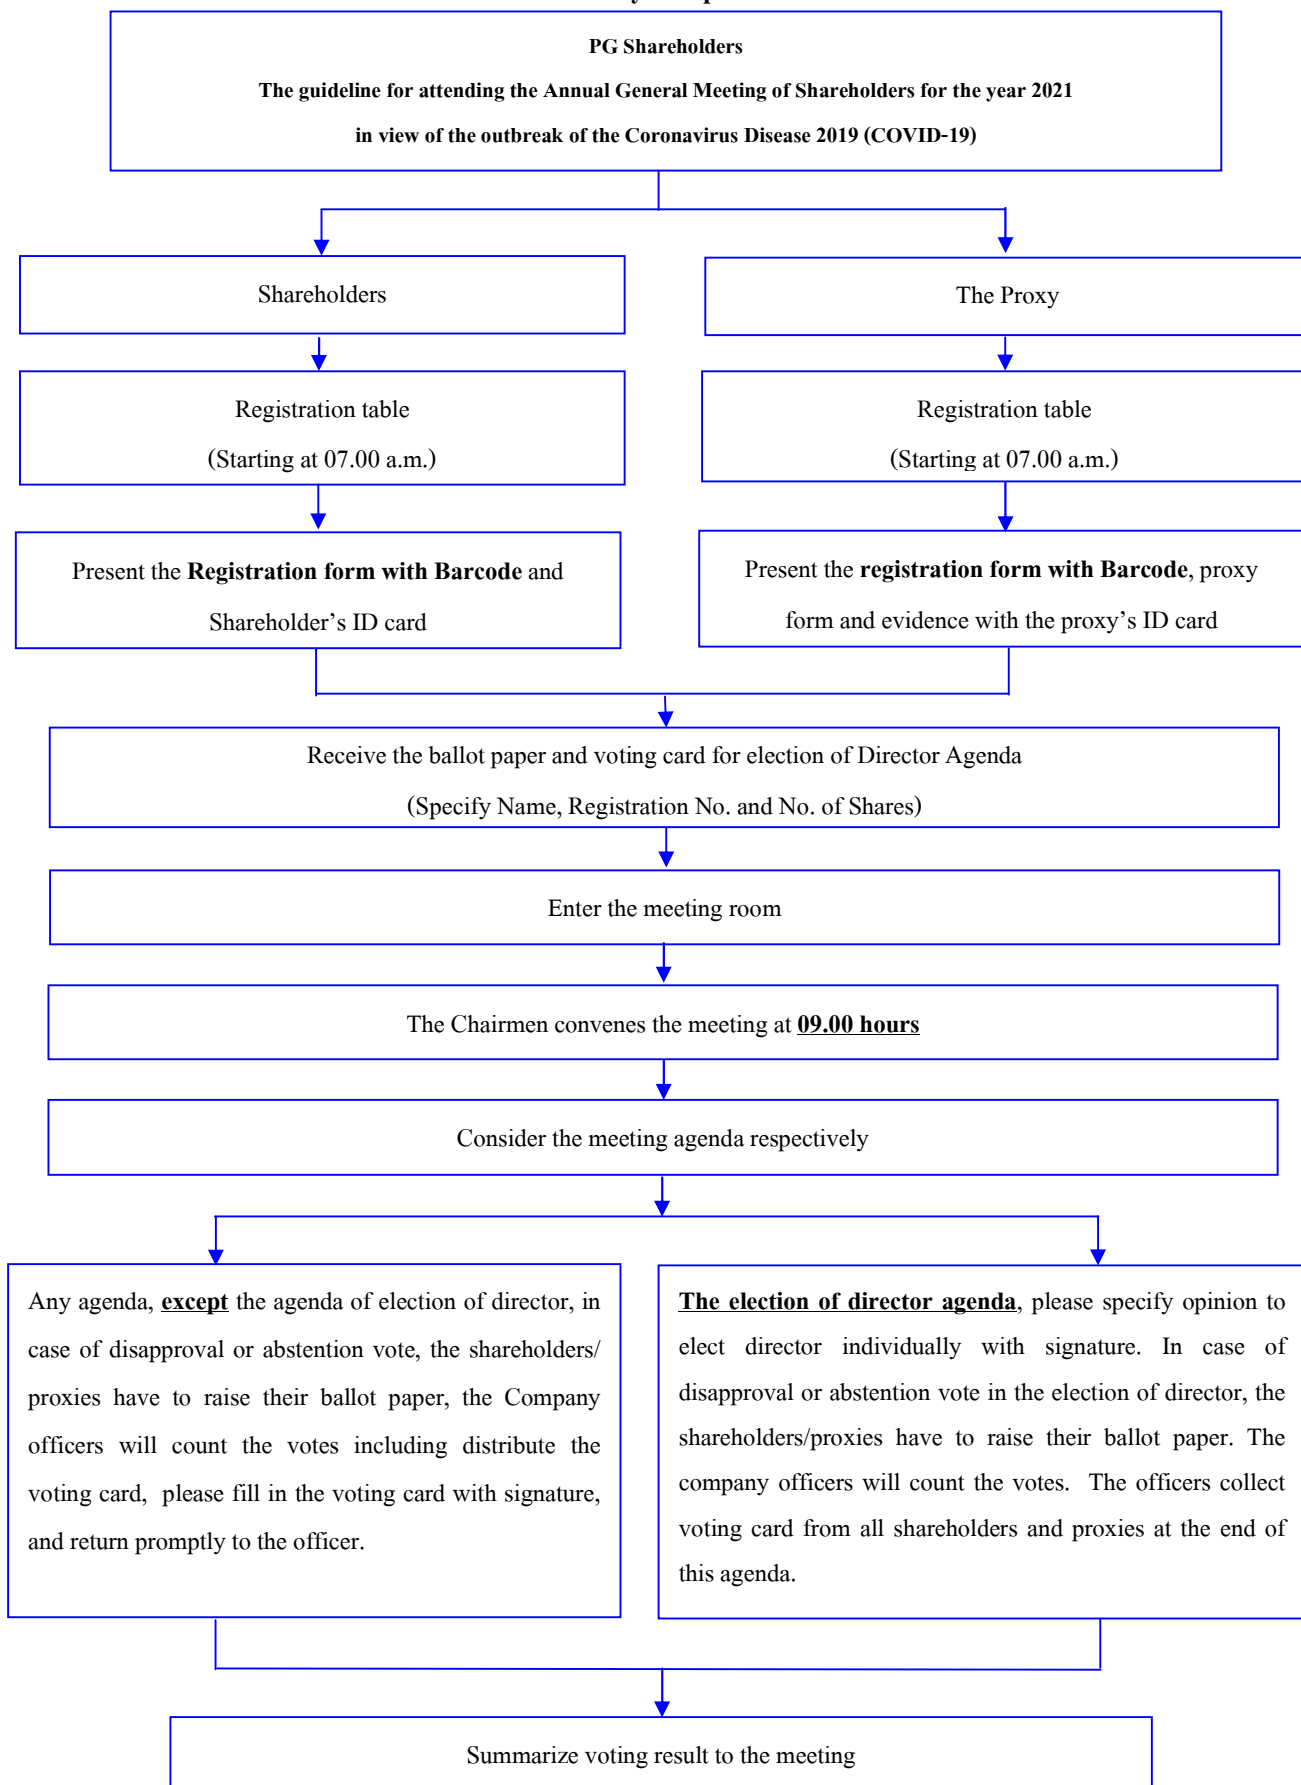 PG Shareholders
The guideline for attending the Annual General Meeting of Shareholders for the year 2021
in view of the outbreak of the Coronavirus Disease 2019 (COVID-19)
Shareholders
The Proxy
Registration table
(Starting at 07.00 a.m.)
Registration table
(Starting at 07.00 a.m.)
Present the Registration form with Barcode and
Shareholder’s ID card
Present the registration form with Barcode, proxy
form and evidence with the proxy’s ID card
Receive the ballot paper and voting card for election of Director Agenda
(Specify Name, Registration No. and No. of Shares)
Enter the meeting room
The Chairmen convenes the meeting at 09.00 hours
Consider the meeting agenda respectively
Any agenda, except the agenda of election of director, in
case of disapproval or abstention vote, the shareholders/
proxies have to raise their ballot paper, the Company
officers will count the votes including distribute the
voting card, please fill in the voting card with signature,
and return promptly to the officer.
The election of director agenda, please specify opinion to
elect director individually with signature. In case of
disapproval or abstention vote in the election of director, the
shareholders/proxies have to raise their ballot paper. The
company officers will count the votes. The officers collect
voting card from all shareholders and proxies at the end of
this agenda.
Summarize voting result to the meeting